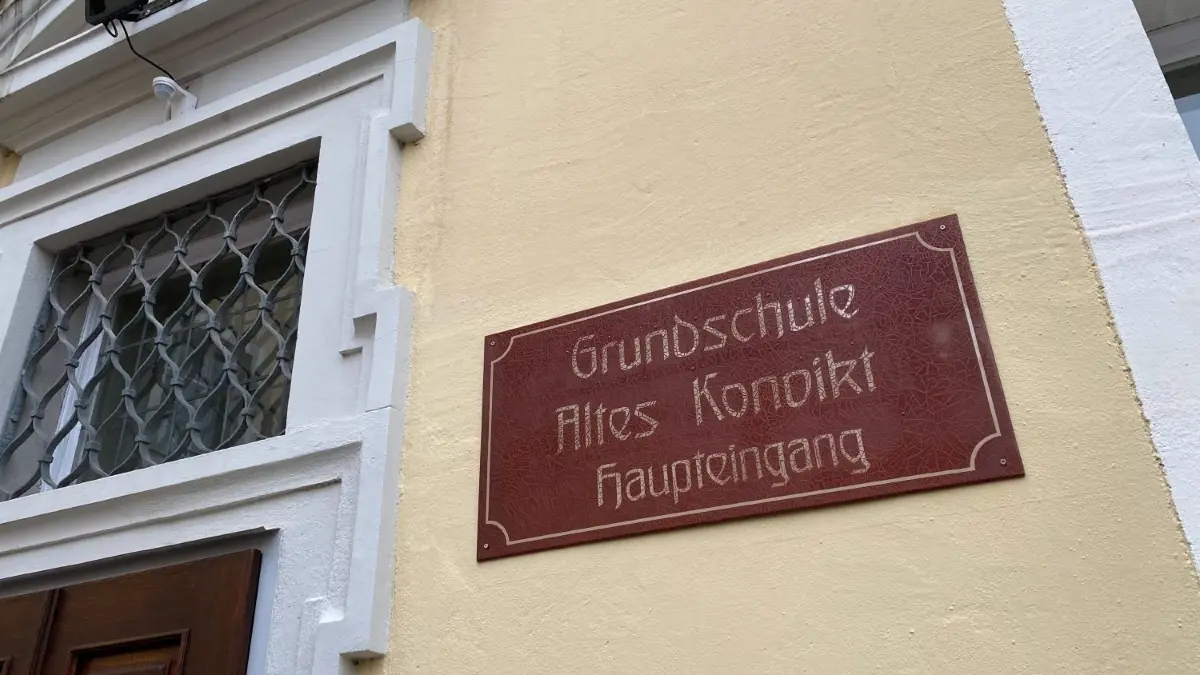 Grundschule
Altes Konvikt
Haupteingang